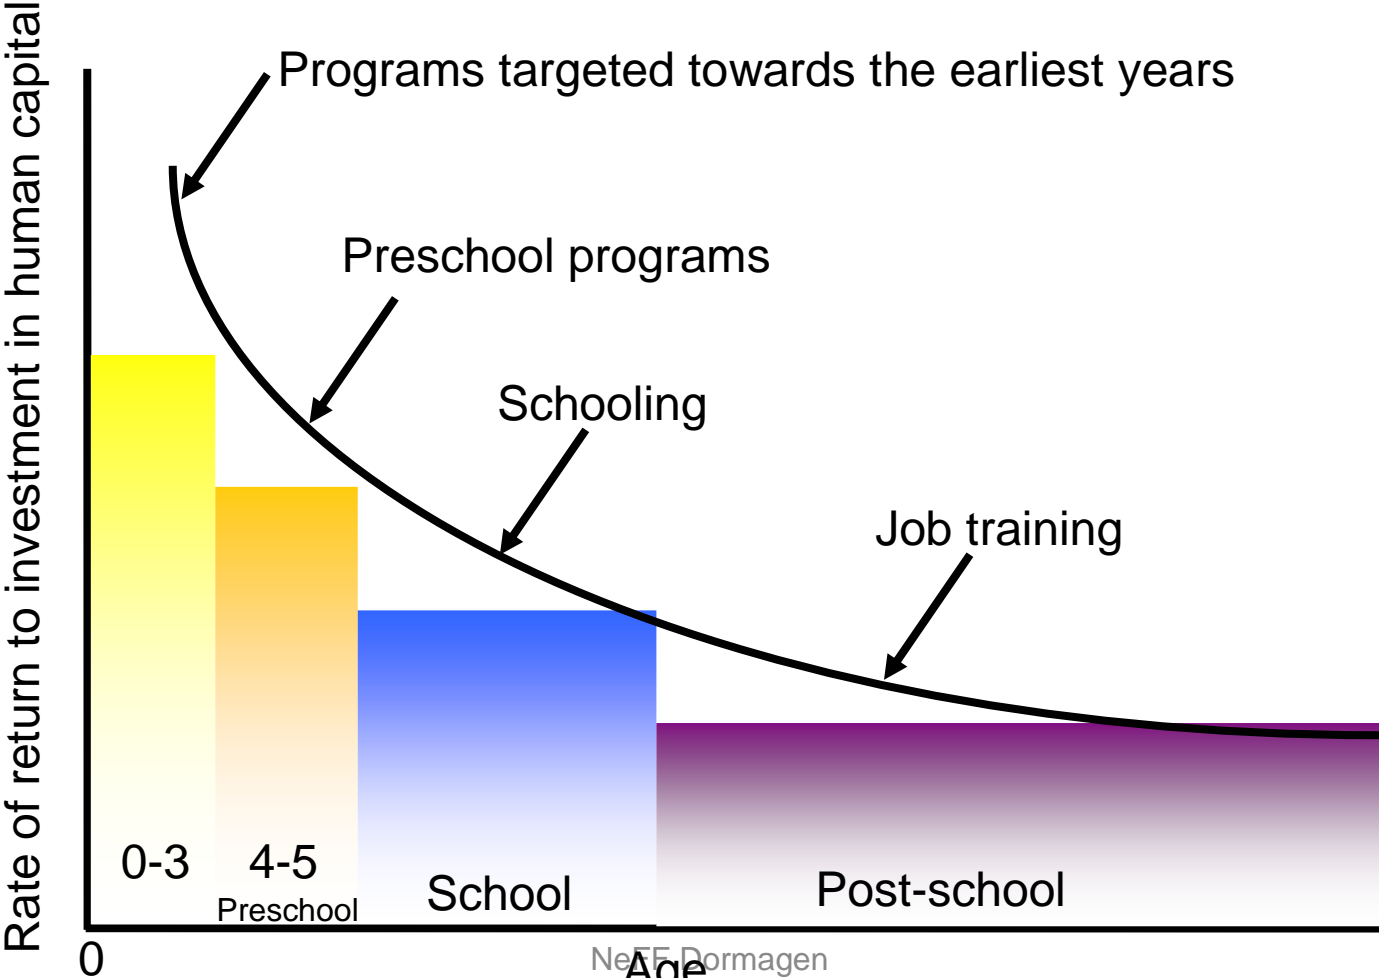 Rate of return to investment in human capital
Programs targeted towards the earliest years
Preschool programs
Schooling
Job training
0-3
4-5
Preschool
School
Post-school
0
NeFF Dormagen
Age